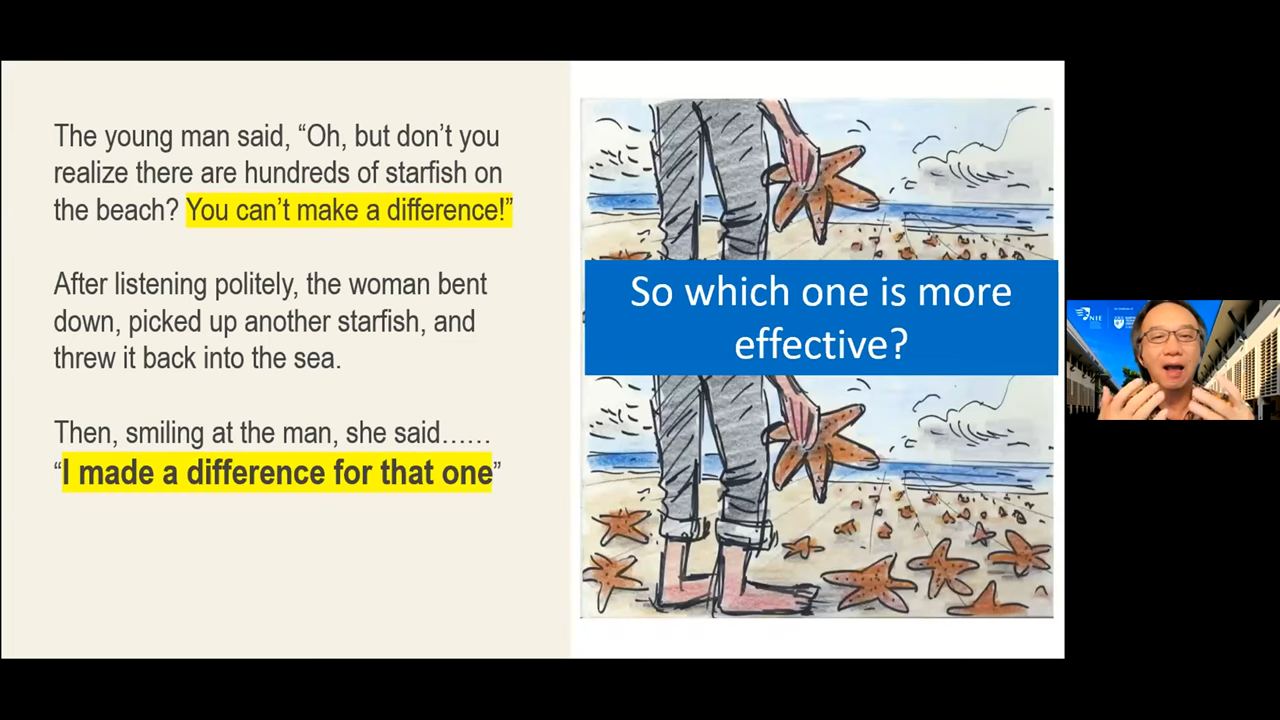 The young man said, “Oh, but don’t you
realize there are hundreds of starfish on
the beach? You can’t make a difference!”
After listening politely, the woman bent
down, picked up another starfish, and
threw it back into the sea.
Then, smiling at the man, she said……
“I made a difference for that one”
So which one is more
effective?
NIE